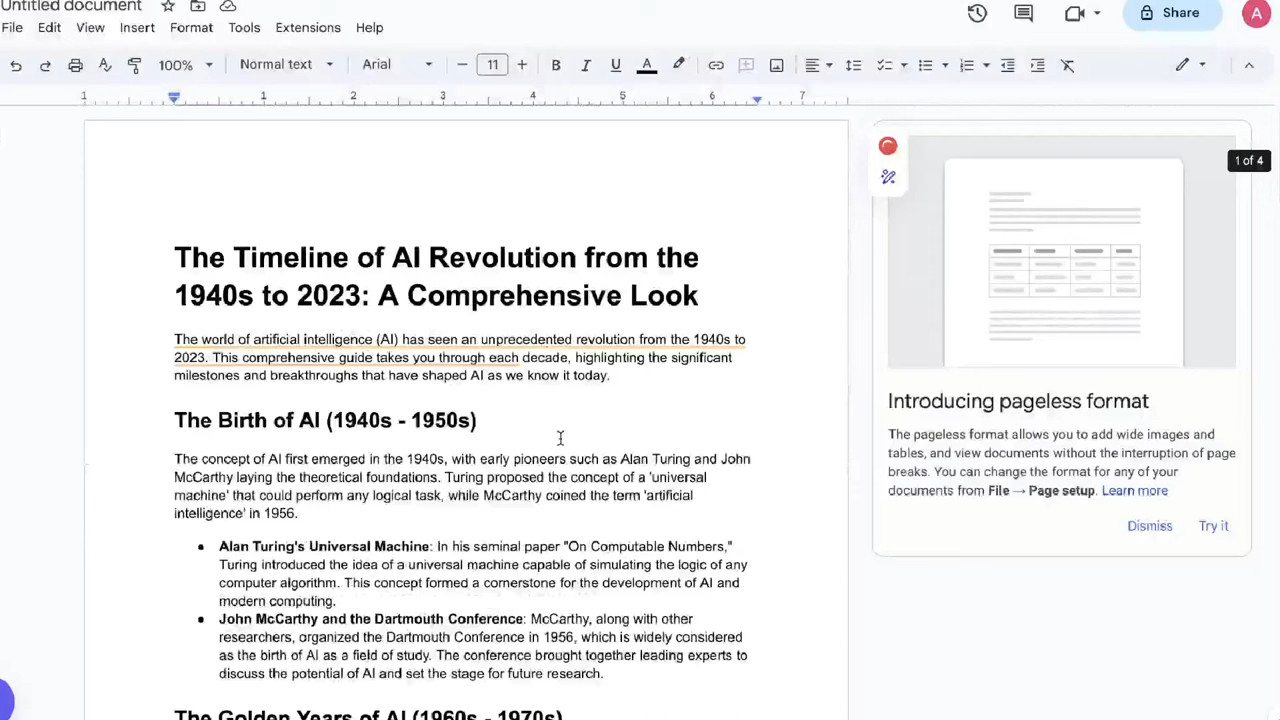 Untitled document
File Edit View Insert Format Tools Extensions Help
Share
A
100% Normal text Arial 11
1 1 2 3 4 5 6 7
1 of 4
The Timeline of AI Revolution from the
1940s to 2023: A Comprehensive Look
The world of artificial intelligence (AI) has seen an unprecedented revolution from the 1940s to
2023. This comprehensive guide takes you through each decade, highlighting the significant
milestones and breakthroughs that have shaped AI as we know it today.
The Birth of AI (1940s - 1950s)
The concept of AI first emerged in the 1940s, with early pioneers such as Alan Turing and John
McCarthy laying the theoretical foundations. Turing proposed the concept of a 'universal
machine' that could perform any logical task, while McCarthy coined the term 'artificial
intelligence' in 1956.
● Alan Turing's Universal Machine: In his seminal paper "On Computable Numbers,"
Turing introduced the idea of a universal machine capable of simulating the logic of any
computer algorithm. This concept formed a cornerstone for the development of AI and
modern computing.
● John McCarthy and the Dartmouth Conference: McCarthy, along with other
researchers, organized the Dartmouth Conference in 1956, which is widely considered
as the birth of AI as a field of study. The conference brought together leading experts to
discuss the potential of AI and set the stage for future research.
The Golden Years of AI (1960s - 1970s)
Introducing pageless format
The pageless format allows you to add wide images and
tables, and view documents without the interruption of page
breaks. You can change the format for any of your
documents from File → Page setup. Learn more
Dismiss Try it